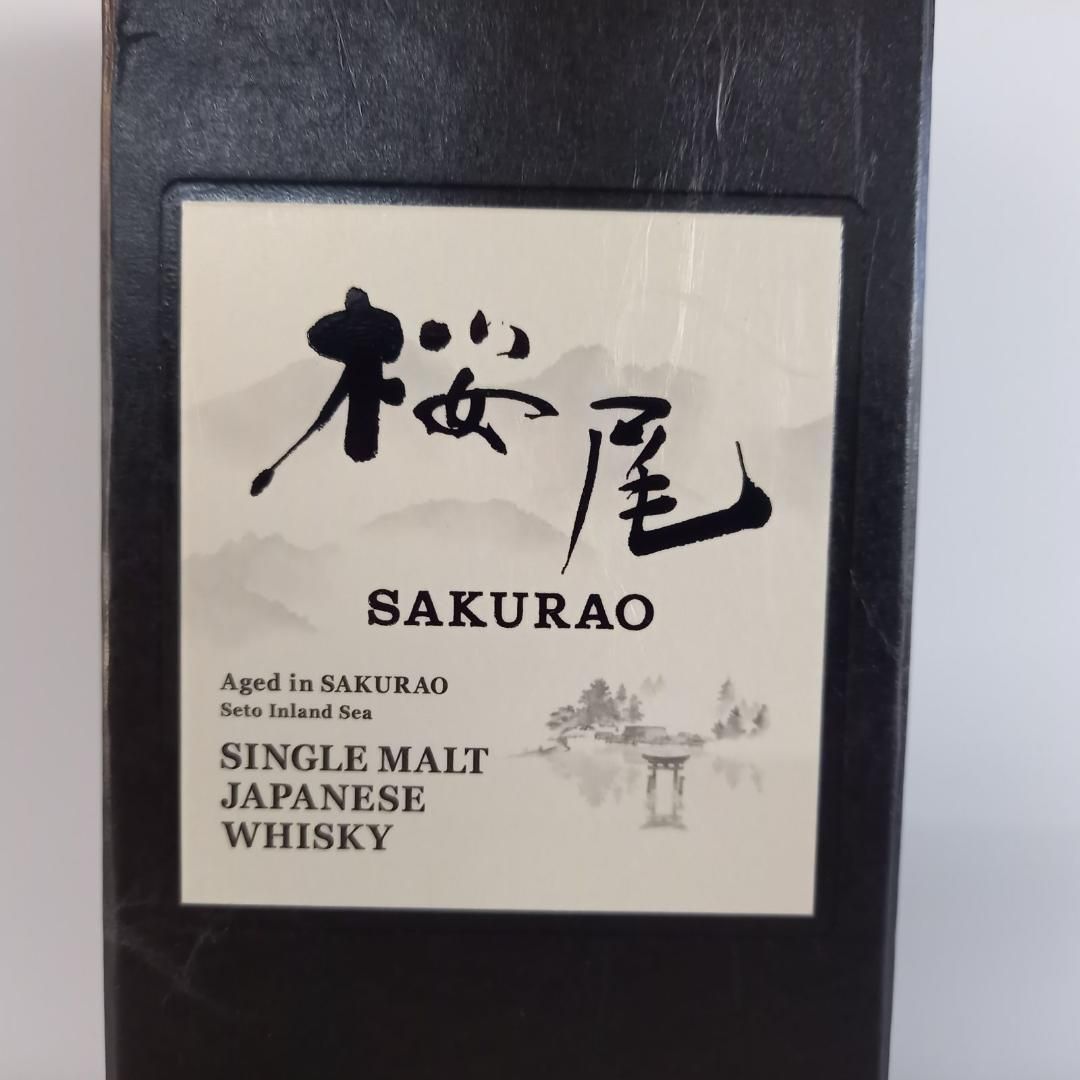 桜尾
SAKURAO
Aged in SAKURAO
Seto Inland Sea
SINGLE MALT
JAPANESE
WHISKY